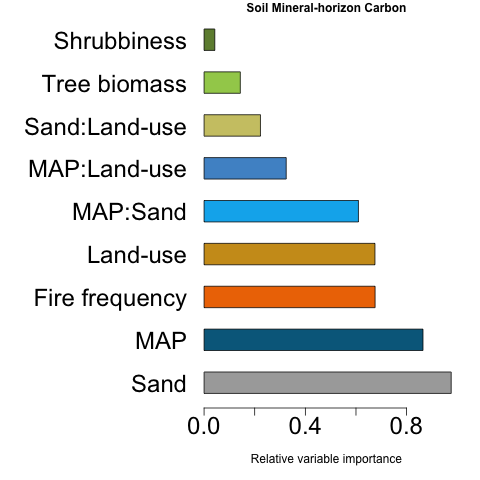 Soil Mineral-horizon Carbon
Shrubbiness
Tree biomass
Sand:Land-use
MAP:Land-use
MAP:Sand
Land-use
Fire frequency
MAP
Sand
0.0 0.4 0.8
Relative variable importance